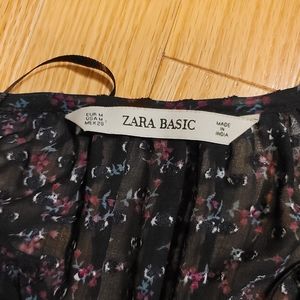 EUR M
USA M
MEX 28
ZARA BASIC
MADE
IN
INDIA